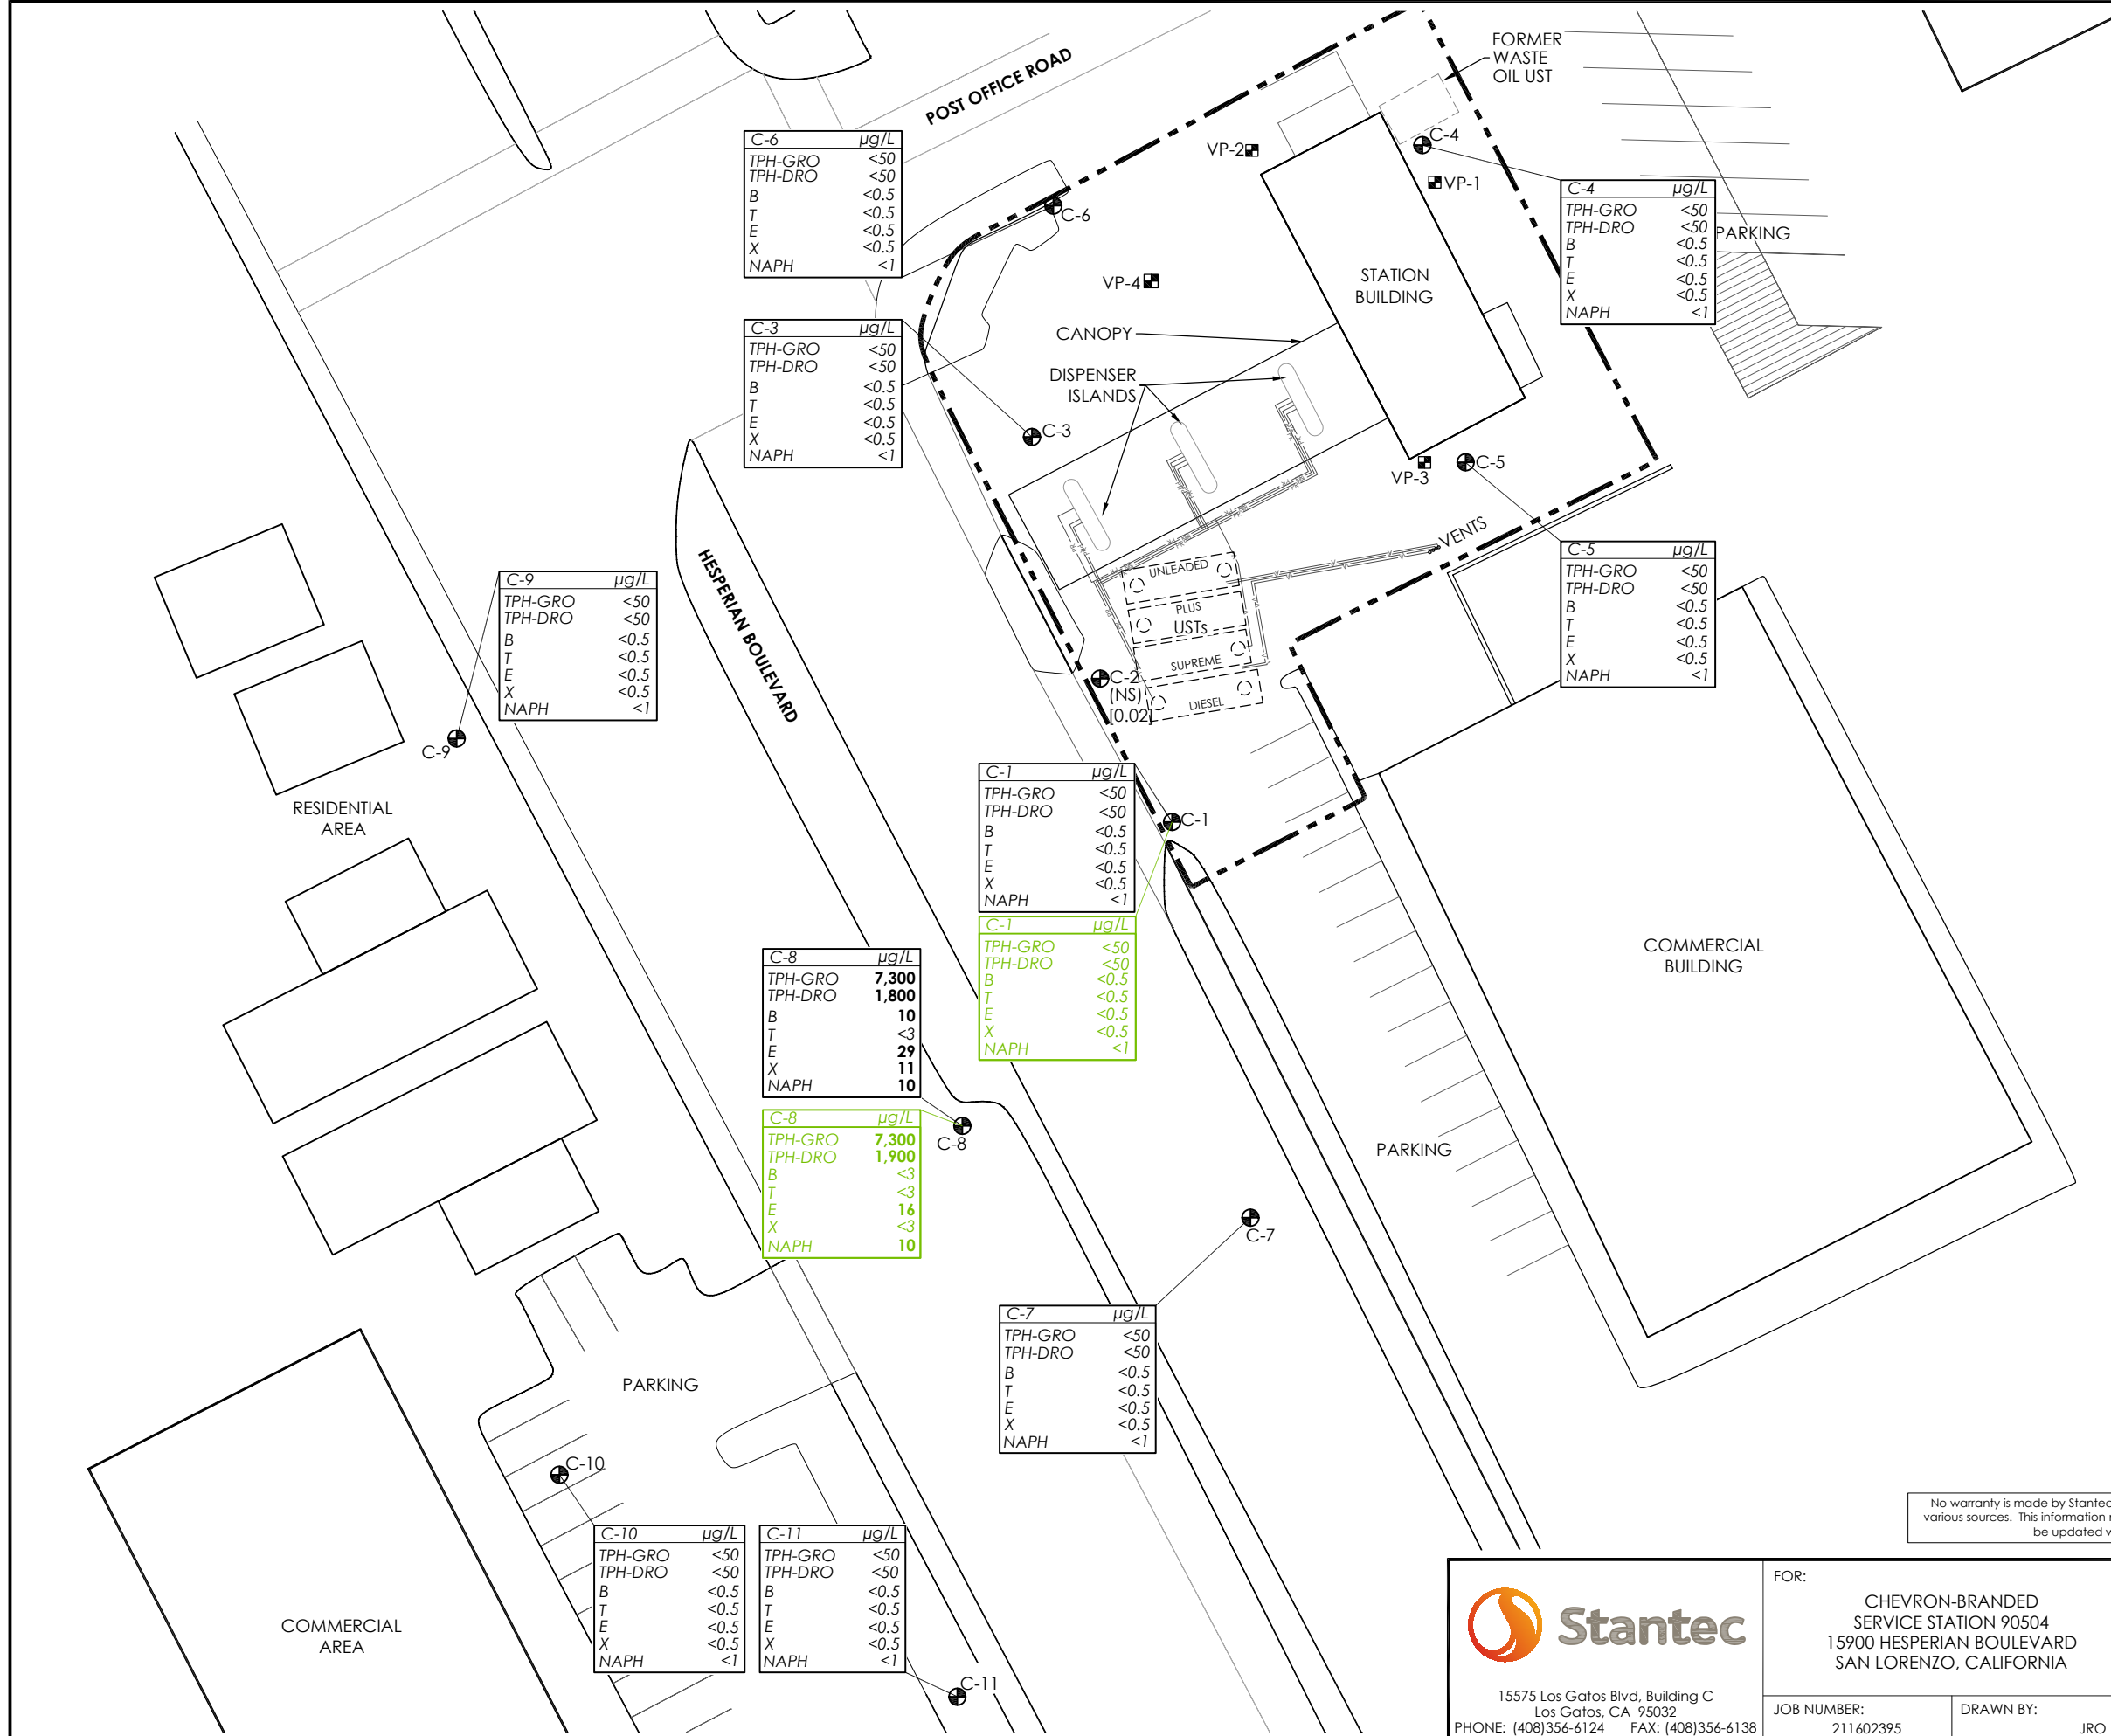 POST OFFICE ROAD
FORMER
WASTE
OIL UST
C-6 µg/L
TPH-GRO <50
TPH-DRO <50
B <0.5
T <0.5
E <0.5
X <0.5
NAPH <1
C-6
VP-2
C-4
VP-1
C-4 µg/L
TPH-GRO <50
TPH-DRO <50
B <0.5
T <0.5
E <0.5
X <0.5
NAPH <1
PARKING
STATION
BUILDING
VP-4
CANOPY
DISPENSER
ISLANDS
C-3 µg/L
TPH-GRO <50
TPH-DRO <50
B <0.5
T <0.5
E <0.5
X <0.5
NAPH <1
C-3
VP-3
C-5
VENTS
C-5 µg/L
TPH-GRO <50
TPH-DRO <50
B <0.5
T <0.5
E <0.5
X <0.5
NAPH <1
UNLEADED
PLUS
USTs
SUPREME
DIESEL
C-2
(NS)
[0.02]
HESPERIAN BOULEVARD
C-9 µg/L
TPH-GRO <50
TPH-DRO <50
B <0.5
T <0.5
E <0.5
X <0.5
NAPH <1
C-9
RESIDENTIAL
AREA
C-1 µg/L
TPH-GRO <50
TPH-DRO <50
B <0.5
T <0.5
E <0.5
X <0.5
NAPH <1
C-1
C-1 µg/L
TPH-GRO <50
TPH-DRO <50
B <0.5
T <0.5
E <0.5
X <0.5
NAPH <1
COMMERCIAL
BUILDING
C-8 µg/L
TPH-GRO 7,300
TPH-DRO 1,800
B 10
T <3
E 29
X 11
NAPH 10
C-8
C-8 µg/L
TPH-GRO 7,300
TPH-DRO 1,900
B <3
T <3
E 16
X <3
NAPH 10
PARKING
C-7
C-7 µg/L
TPH-GRO <50
TPH-DRO <50
B <0.5
T <0.5
E <0.5
X <0.5
NAPH <1
PARKING
C-10
C-10 µg/L
TPH-GRO <50
TPH-DRO <50
B <0.5
T <0.5
E <0.5
X <0.5
NAPH <1
C-11 µg/L
TPH-GRO <50
TPH-DRO <50
B <0.5
T <0.5
E <0.5
X <0.5
NAPH <1
C-11
COMMERCIAL
AREA
No warranty is made by Stantec
various sources. This information
be updated
Stantec
15575 Los Gatos Blvd, Building C
Los Gatos, CA 95032
PHONE: (408)356-6124 FAX: (408)356-6138
FOR:
CHEVRON-BRANDED
SERVICE STATION 90504
15900 HESPERIAN BOULEVARD
SAN LORENZO, CALIFORNIA
JOB NUMBER:
211602395
DRAWN BY:
JRO